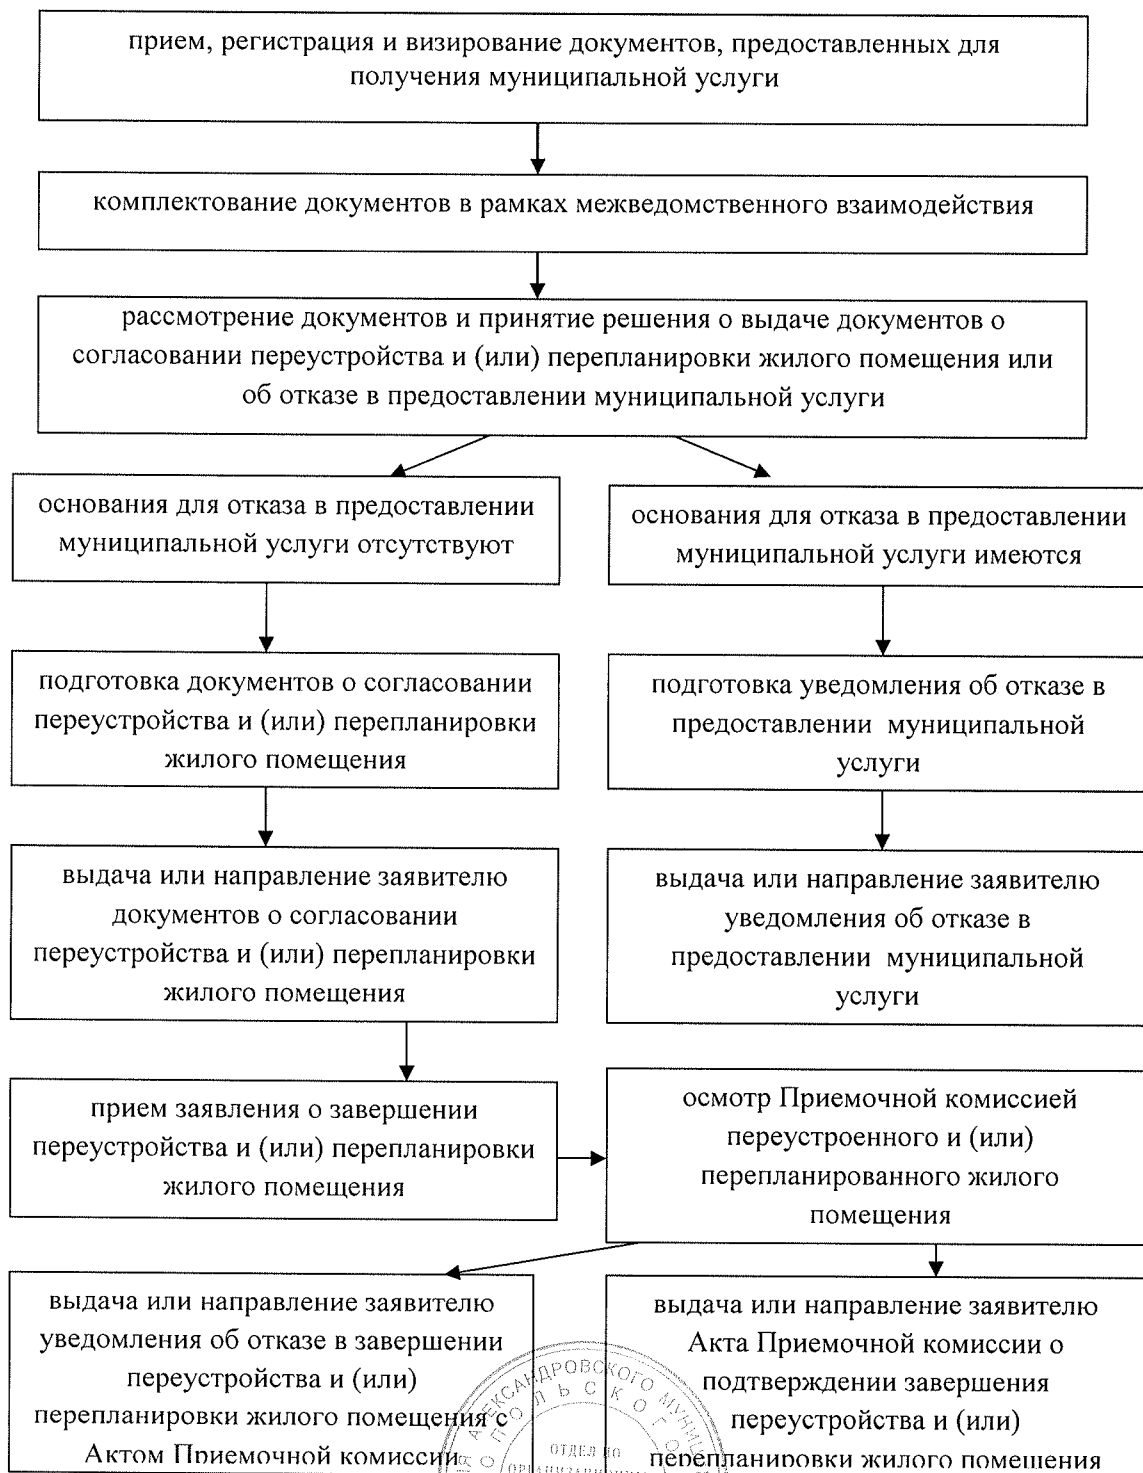 прием, регистрация и визирование документов, предоставленных для
получения муниципальной услуги
комплектование документов в рамках межведомственного взаимодействия
рассмотрение документов и принятие решения о выдаче документов о
согласовании переустройства и (или) перепланировки жилого помещения или
об отказе в предоставлении муниципальной услуги
основания для отказа в предоставлении
муниципальной услуги отсутствуют
основания для отказа в предоставлении
муниципальной услуги имеются
подготовка документов о согласовании
переустройства и (или) перепланировки
жилого помещения
подготовка уведомления об отказе в
предоставлении муниципальной
услуги
выдача или направление заявителю
документов о согласовании
переустройства и (или) перепланировки
жилого помещения
выдача или направление заявителю
уведомления об отказе в
предоставлении муниципальной
услуги
прием заявления о завершении
переустройства и (или) перепланировки
жилого помещения
осмотр Приемочной комиссией
переустроенного и (или)
перепланированного жилого
помещения
выдача или направление заявителю
уведомления об отказе в завершении
переустройства и (или)
перепланировки жилого помещения с
Актом Приемочной комиссии
выдача или направление заявителю
Акта Приемочной комиссии о
подтверждении завершения
переустройства и (или)
перепланировки жилого помещения
АЛЕКСАНДРОВСКОГО
ОТДЕЛ ПО